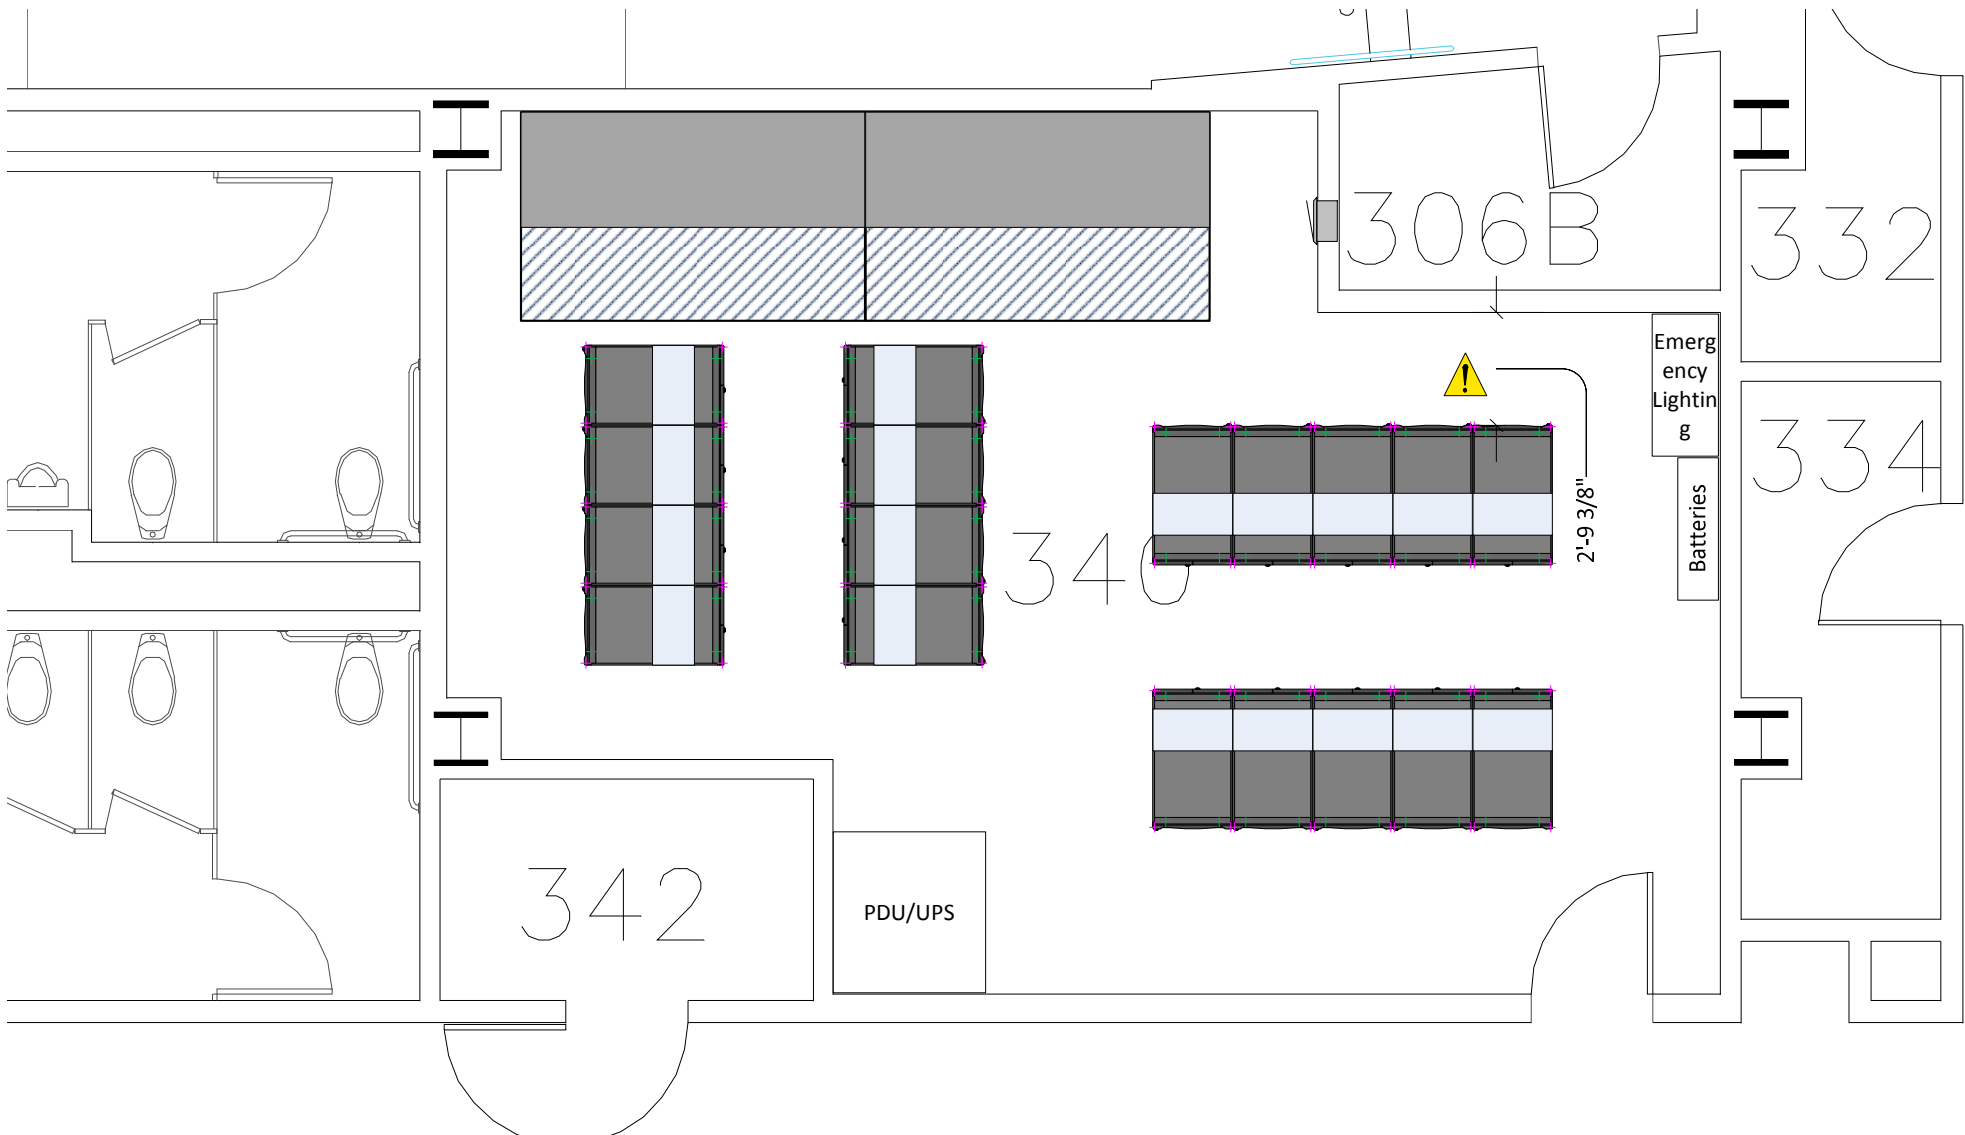 306B
332
Emerg
ency
Lightin
g
334
2'-9 3/8"
Batteries
340
342
PDU/UPS